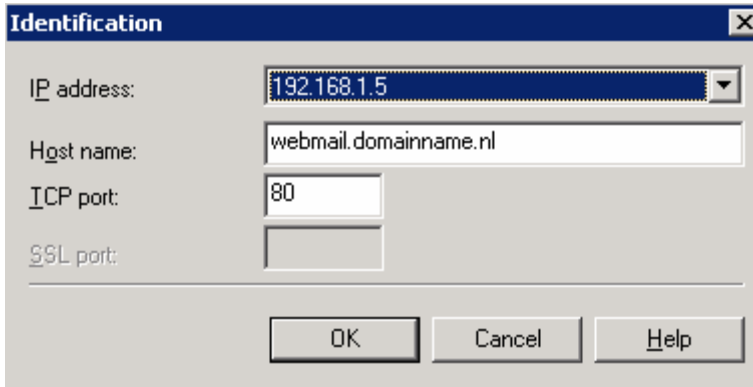 Identification
IP address: 192.168.1.5
Host name: webmail.domainname.nl
TCP port: 80
SSL port:
OK Cancel Help